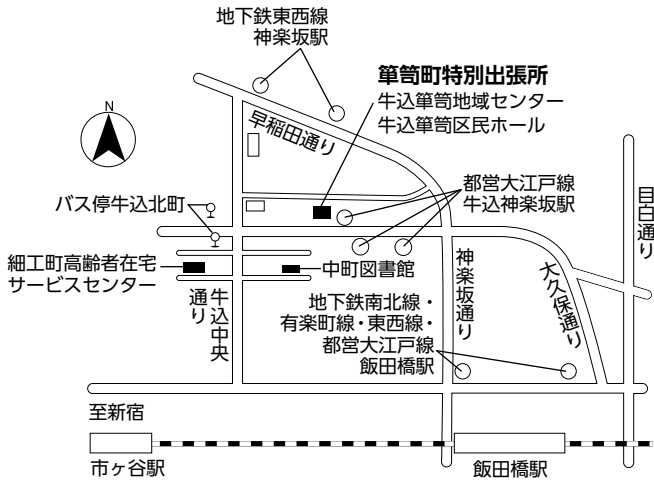 地下鉄東西線
神楽坂駅
N
早稲田通り
箪笥町特別出張所
牛込箪笥地域センター
牛込箪笥区民ホール
都営大江戸線
牛込神楽坂駅
目白通り
バス停牛込北町
細工町高齢者在宅
サービスセンター
中町図書館
牛込中央
通り
神楽坂通り
大久保通り
地下鉄南北線・
有楽町線・東西線・
都営大江戸線
飯田橋駅
至新宿
市ヶ谷駅
飯田橋駅